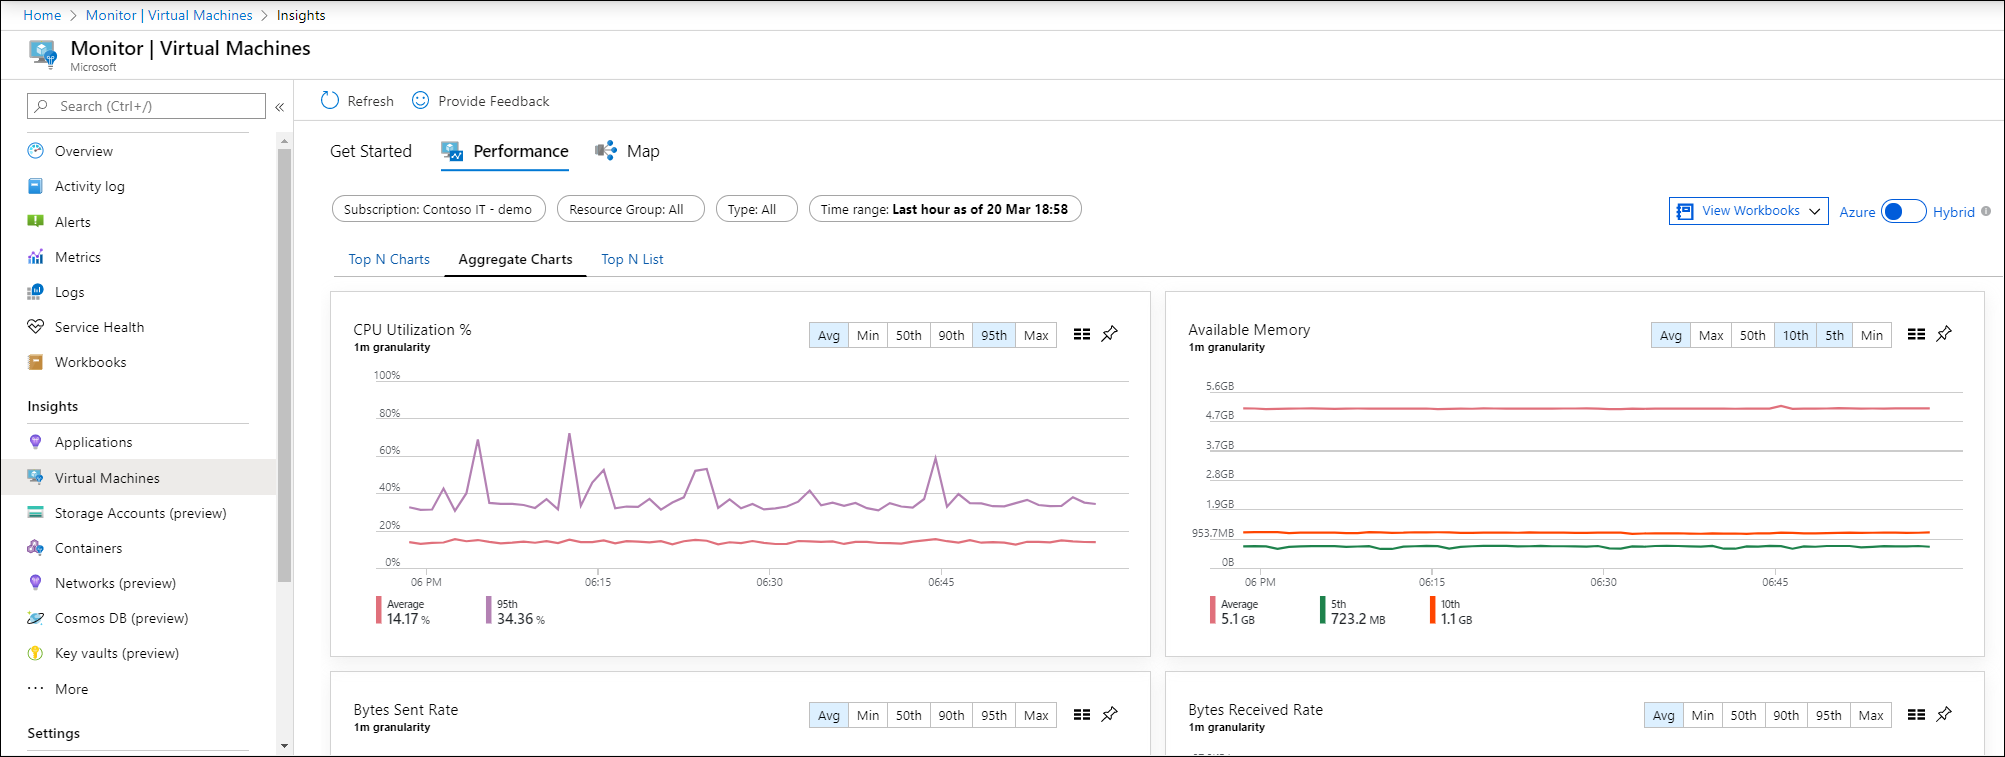 Home > Monitor | Virtual Machines > Insights
Monitor | Virtual Machines
Microsoft
Search (Ctrl+/)
«
Overview
Activity log
Alerts
Metrics
Logs
Service Health
Workbooks
Insights
Applications
Virtual Machines
Storage Accounts (preview)
Containers
Networks (preview)
Cosmos DB (preview)
Key vaults (preview)
··· More
Settings
Refresh Provide Feedback
Get Started Performance Map
Subscription: Contoso IT - demo Resource Group: All Type: All Time range: Last hour as of 20 Mar 18:58
View Workbooks Azure Hybrid
Top N Charts Aggregate Charts Top N List
CPU Utilization %
1m granularity
Avg Min 50th 90th 95th Max
100%
80%
60%
40%
20%
0%
06 PM 06:15 06:30 06:45
Average 95th
14.17 % 34.36 %
Available Memory
1m granularity
Avg Max 50th 10th 5th Min
5.6GB
4.7GB
3.7GB
2.8GB
1.9GB
953.7MB
0B
06 PM 06:15 06:30 06:45
Average 5th 10th
5.1 GB 723.2 MB 1.1 GB
Bytes Sent Rate
1m granularity
Avg Min 50th 90th 95th Max
Bytes Received Rate
1m granularity
Avg Min 50th 90th 95th Max